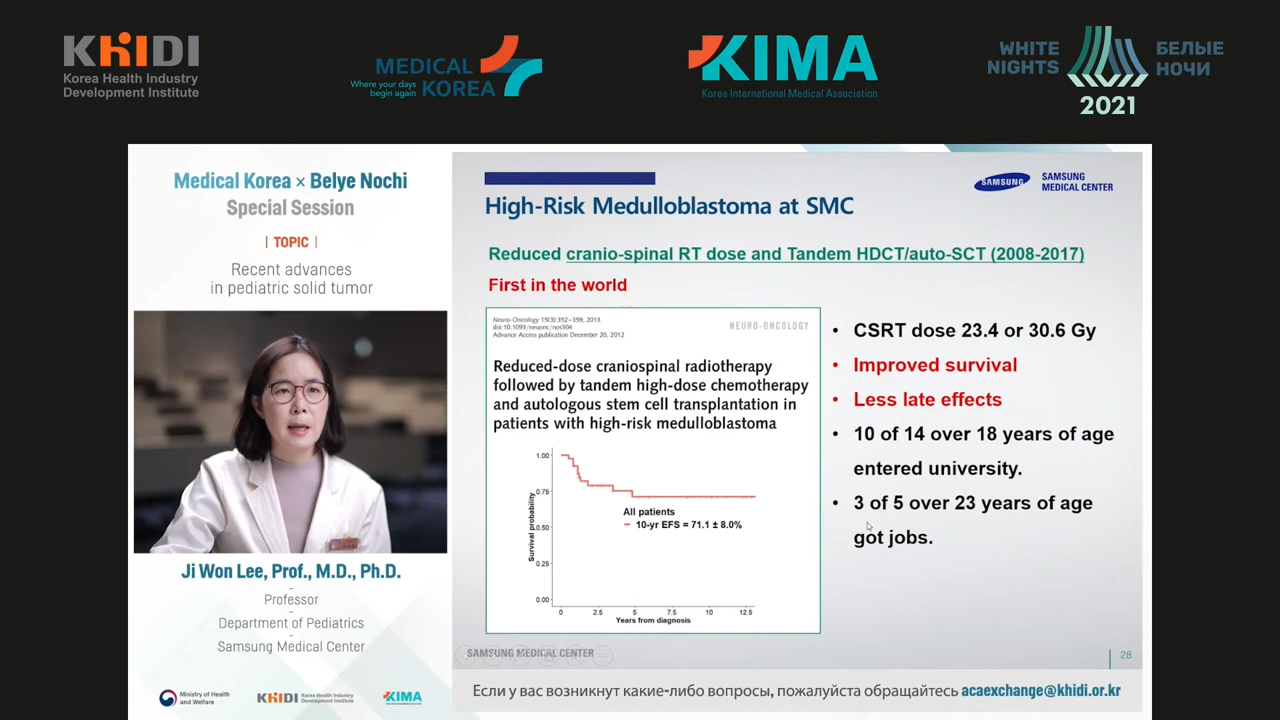 KHIDI
Korea Health Industry
Development Institute
MEDICAL
Where your days
begin again
KOREA
KIMA
Korea International Medical Association
WHITE
NIGHTS
БЕЛЫЕ
НОЧИ
2021
Medical Korea × Belye Nochi
Special Session
| TOPIC |
Recent advances
in pediatric solid tumor
Ji Won Lee, Prof., M.D., Ph.D.
Professor
Department of Pediatrics
Samsung Medical Center
Ministry of Health
and Welfare
KHIDI
Korea Health Industry
Development Institute
KIMA
SAMSUNG
SAMSUNG
MEDICAL CENTER
High-Risk Medulloblastoma at SMC
Reduced cranio-spinal RT dose and Tandem HDCT/auto-SCT (2008-2017)
First in the world
Neuro-Oncology 15(3):352–359, 2013.
doi:10.1093/neuonc/nos304
Advance Access publication December 20, 2012
NEURO-ONCOLOGY
Reduced-dose craniospinal radiotherapy
followed by tandem high-dose chemotherapy
and autologous stem cell transplantation in
patients with high-risk medulloblastoma
Survival probability
1.00
0.75
0.50
0.25
0.00
All patients
10-yr EFS = 71.1 ± 8.0%
0 2.5 5 7.5 10 12.5
Years from diagnosis
• CSRT dose 23.4 or 30.6 Gy
• Improved survival
• Less late effects
• 10 of 14 over 18 years of age
entered university.
• 3 of 5 over 23 years of age
got jobs.
SAMSUNG MEDICAL CENTER
28
Если у вас возникнут какие-либо вопросы, пожалуйста обращайтесь acaexchange@khidi.or.kr